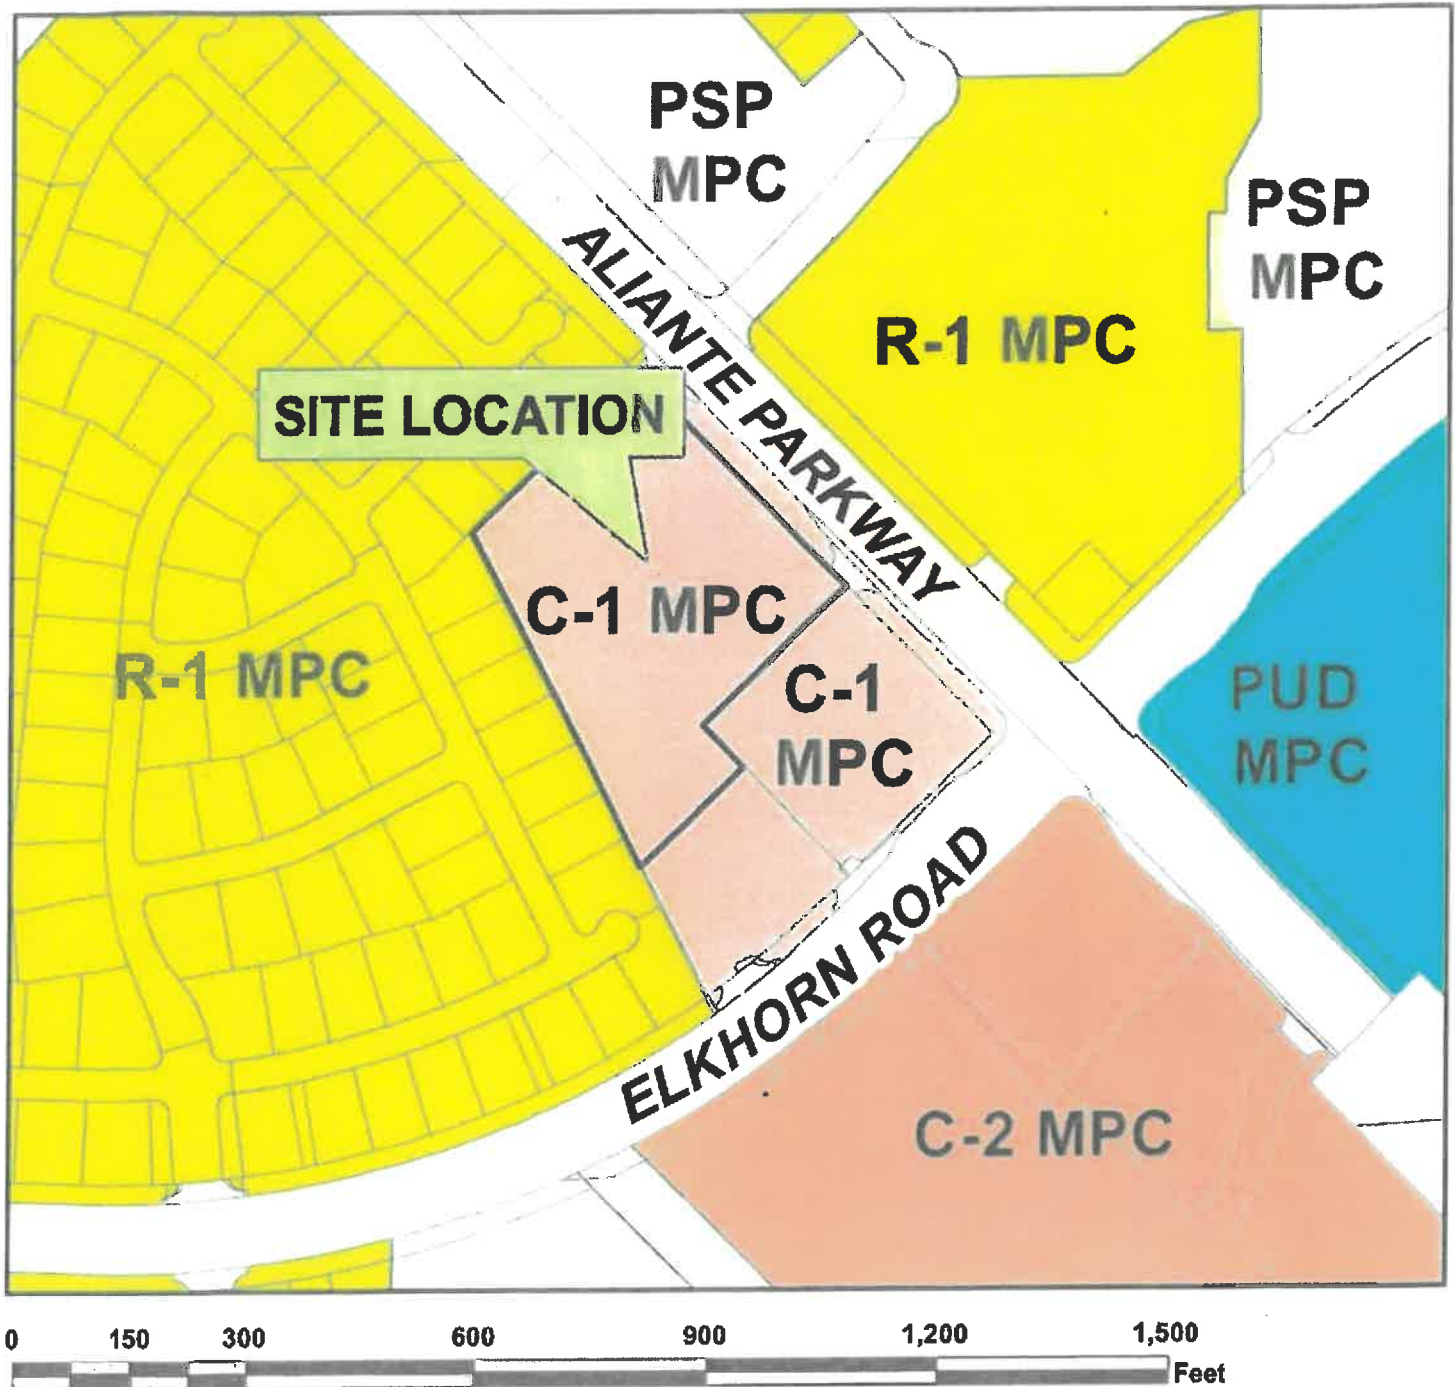 PSP
MPC
PSP
MPC
ALIANTE PARKWAY
R-1 MPC
SITE LOCATION
C-1 MPC
R-1 MPC
C-1
MPC
PUD
MPC
ELKHORN ROAD
C-2 MPC
0 150 300 600 900 1,200 1,500
Feet